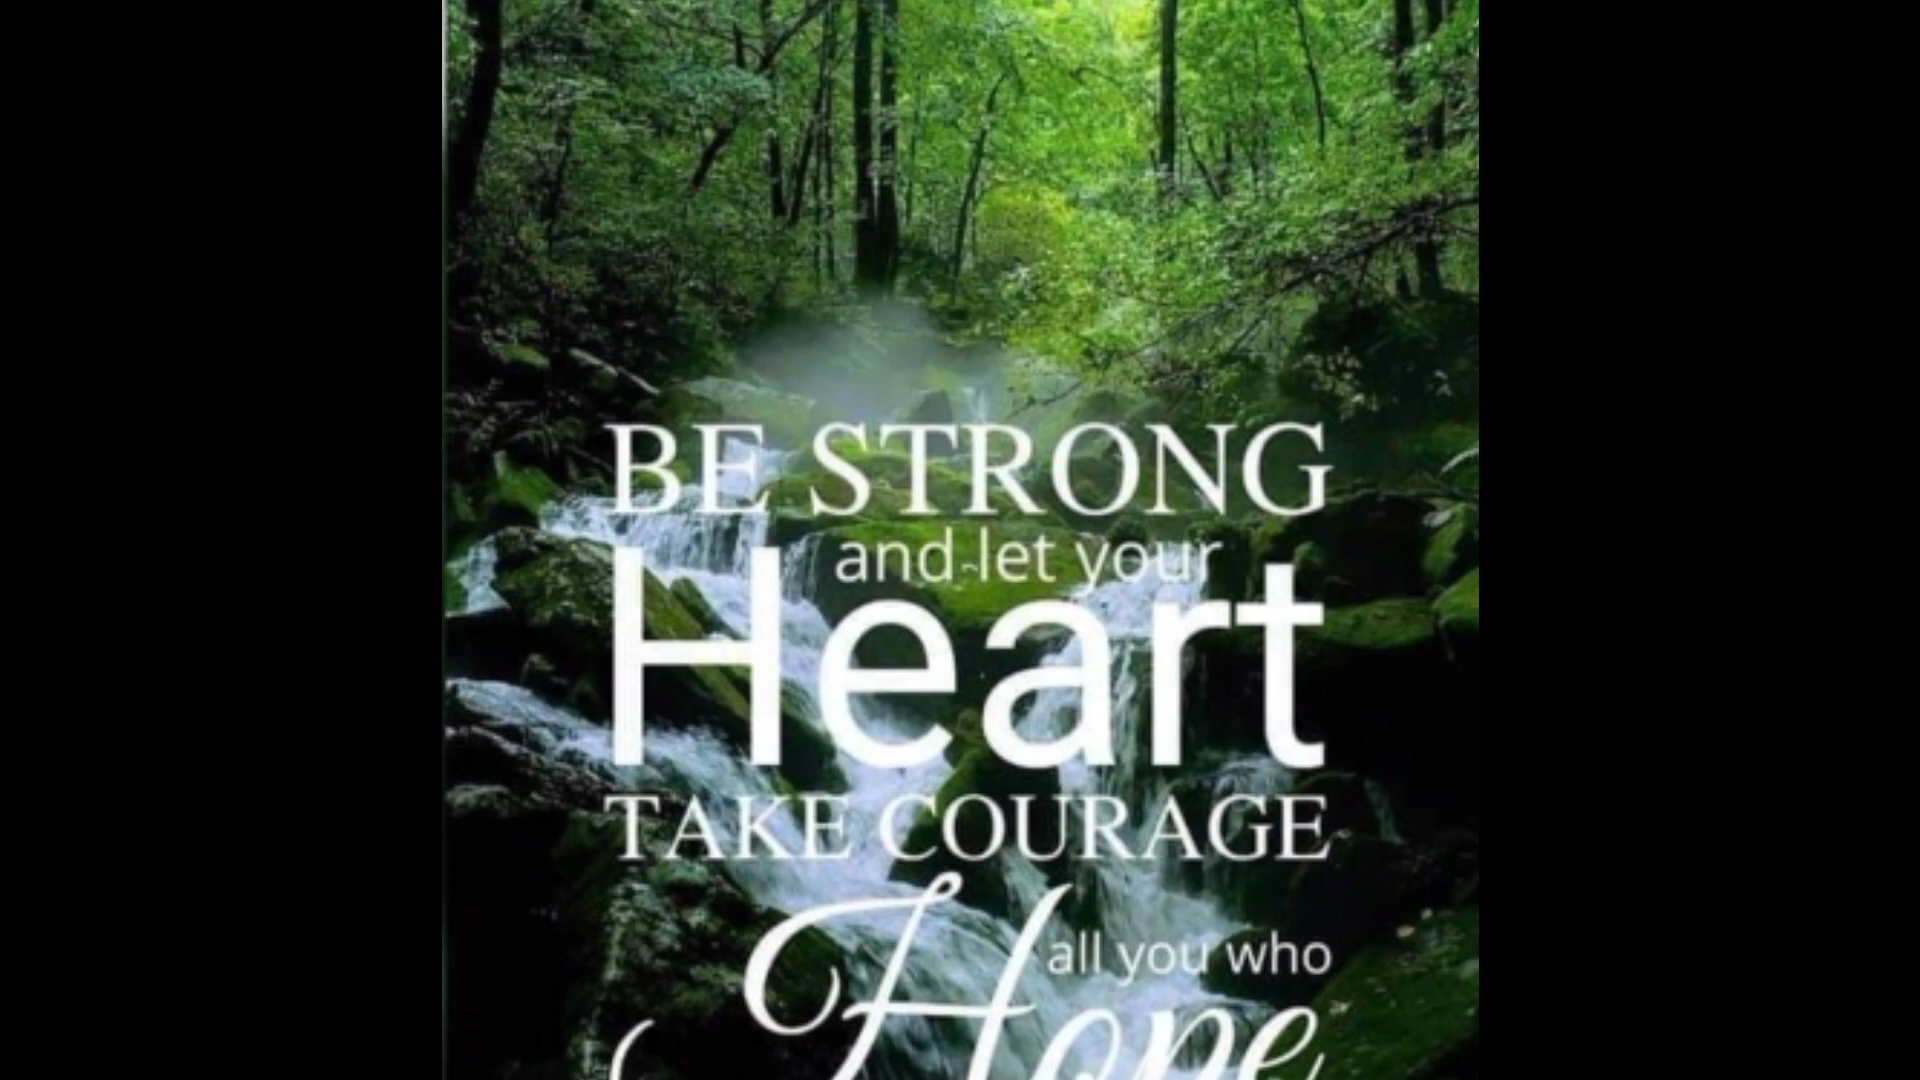 BE STRONG
and let your
Heart
TAKE COURAGE
all you who
Hope